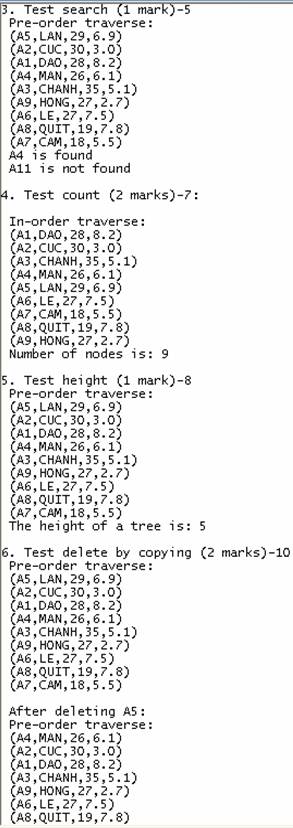 3. Test search (1 mark)-5
Pre-order traverse:
(A5,LAN,29,6.9)
(A2,CUC,30,3.0)
(A1,DAO,28,8.2)
(A4,MAN,26,6.1)
(A3,CHANH,35,5.1)
(A9,HONG,27,2.7)
(A6,LE,27,7.5)
(A8,QUIT,19,7.8)
(A7,CAM,18,5.5)
A4 is found
A11 is not found
4. Test count (2 marks)-7:
In-order traverse:
(A1,DAO,28,8.2)
(A2,CUC,30,3.0)
(A3,CHANH,35,5.1)
(A4,MAN,26,6.1)
(A5,LAN,29,6.9)
(A6,LE,27,7.5)
(A7,CAM,18,5.5)
(A8,QUIT,19,7.8)
(A9,HONG,27,2.7)
Number of nodes is: 9
5. Test height (1 mark)-8
Pre-order traverse:
(A5,LAN,29,6.9)
(A2,CUC,30,3.0)
(A1,DAO,28,8.2)
(A4,MAN,26,6.1)
(A3,CHANH,35,5.1)
(A9,HONG,27,2.7)
(A6,LE,27,7.5)
(A8,QUIT,19,7.8)
(A7,CAM,18,5.5)
The height of a tree is: 5
6. Test delete by copying (2 marks)-10
Pre-order traverse:
(A5,LAN,29,6.9)
(A2,CUC,30,3.0)
(A1,DAO,28,8.2)
(A4,MAN,26,6.1)
(A3,CHANH,35,5.1)
(A9,HONG,27,2.7)
(A6,LE,27,7.5)
(A8,QUIT,19,7.8)
(A7,CAM,18,5.5)
After deleting A5:
Pre-order traverse:
(A4,MAN,26,6.1)
(A2,CUC,30,3.0)
(A1,DAO,28,8.2)
(A3,CHANH,35,5.1)
(A9,HONG,27,2.7)
(A6,LE,27,7.5)
(A8,QUIT,19,7.8)